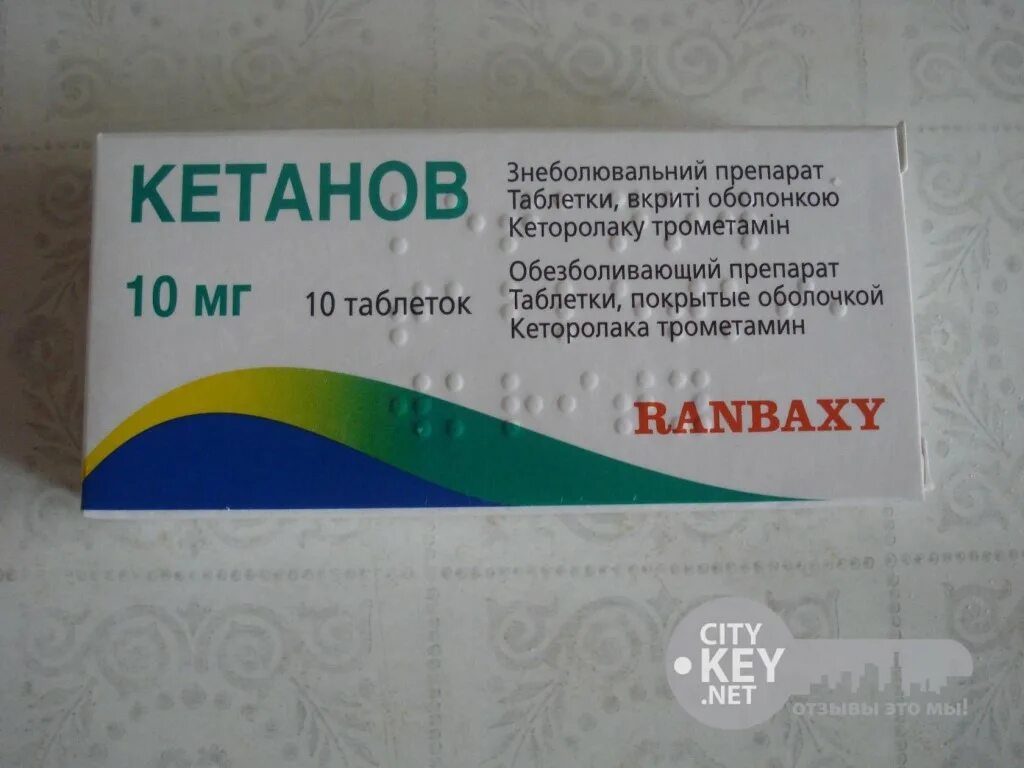 КЕТАНОВ
10 мг
10 таблеток
Знеболювальний препарат
Таблетки, вкриті оболонкою
Кеторолаку трометамін
Обезболивающий препарат
Таблетки, покрытые оболочкой
Кеторолака трометамин
RANBAXY
CITY
KEY
.NET
отзывы это мы!